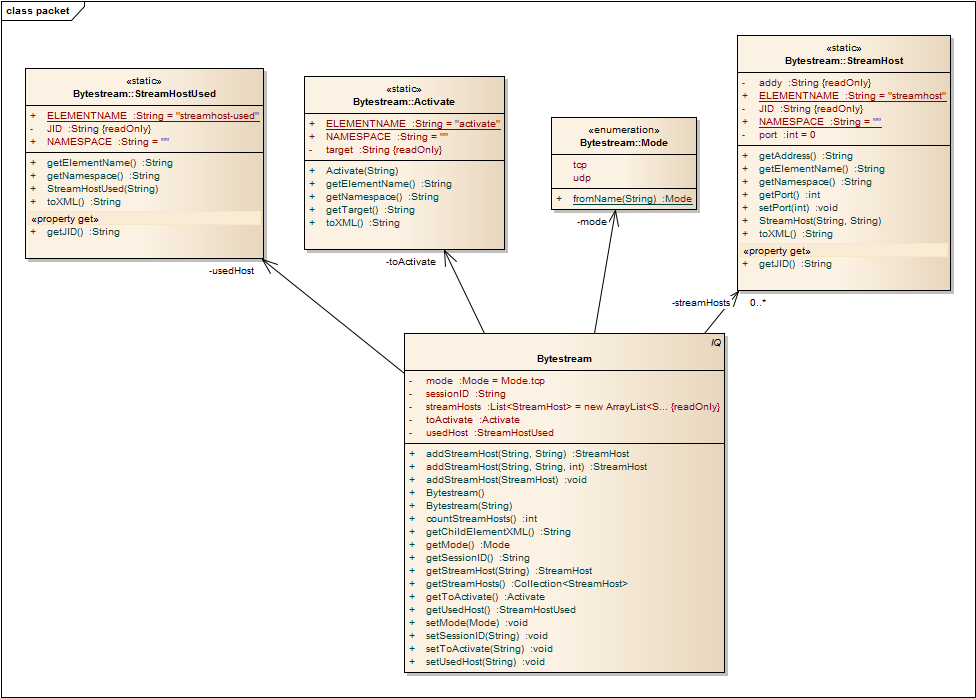 class packet
«static»
Bytestream::StreamHostUsed
+ ELEMENTNAME :String = "streamhost-used"
- JID :String {readOnly}
+ NAMESPACE :String = ""
+ getElementName() :String
+ getNamespace() :String
+ StreamHostUsed(String)
+ toXML() :String
«property get»
+ getJID() :String
«static»
Bytestream::Activate
+ ELEMENTNAME :String = "activate"
+ NAMESPACE :String = ""
- target :String {readOnly}
+ Activate(String)
+ getElementName() :String
+ getNamespace() :String
+ getTarget() :String
+ toXML() :String
«enumeration»
Bytestream::Mode
tcp
udp
+ fromName(String) :Mode
«static»
Bytestream::StreamHost
- addy :String {readOnly}
+ ELEMENTNAME :String = "streamhost"
- JID :String {readOnly}
+ NAMESPACE :String = ""
- port :int = 0
+ getAddress() :String
+ getElementName() :String
+ getNamespace() :String
+ getPort() :int
+ setPort(int) :void
+ StreamHost(String, String)
+ toXML() :String
«property get»
+ getJID() :String
-usedHost
-toActivate
-mode
-streamHosts
0..*
IQ
Bytestream
- mode :Mode = Mode.tcp
- sessionID :String
- streamHosts :List<StreamHost> = new ArrayList<S... {readOnly}
- toActivate :Activate
- usedHost :StreamHostUsed
+ addStreamHost(String, String) :StreamHost
+ addStreamHost(String, String, int) :StreamHost
+ addStreamHost(StreamHost) :void
+ Bytestream()
+ Bytestream(String)
+ countStreamHosts() :int
+ getChildElementXML() :String
+ getMode() :Mode
+ getSessionID() :String
+ getStreamHost(String) :StreamHost
+ getStreamHosts() :Collection<StreamHost>
+ getToActivate() :Activate
+ getUsedHost() :StreamHostUsed
+ setMode(Mode) :void
+ setSessionID(String) :void
+ setToActivate(String) :void
+ setUsedHost(String) :void